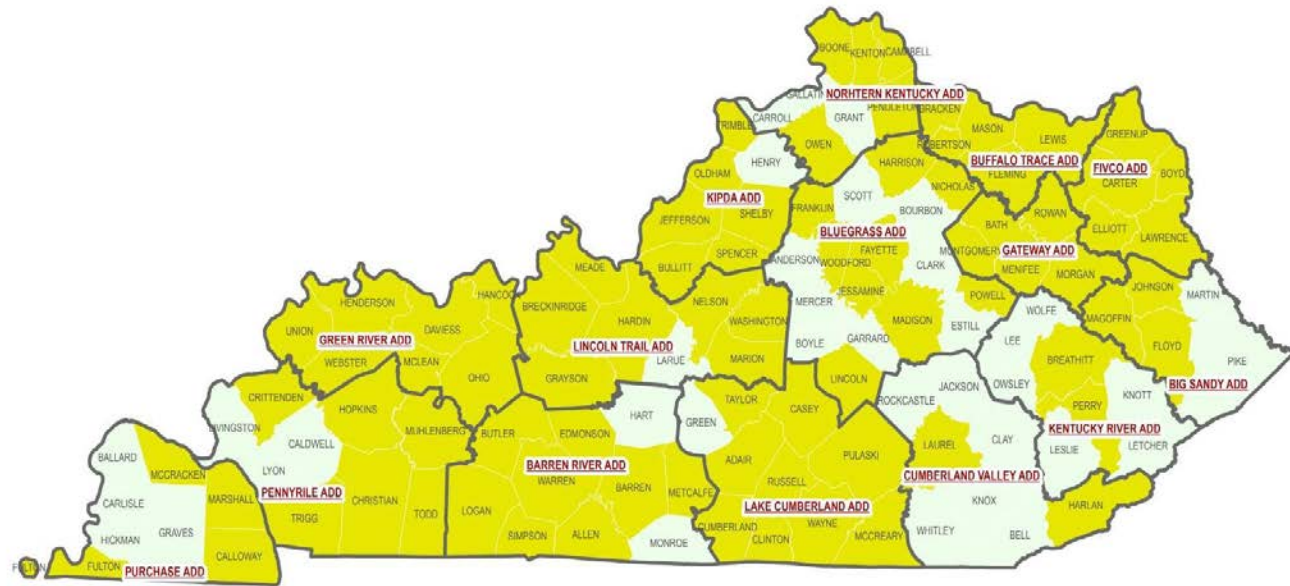 BOONE
KENTON
CAMPBELL
GALLATIN
NORHTERN KENTUCKY ADD
CARROLL
GRANT
PENDLETON
BRACKEN
TRIMBLE
OWEN
ROBERTSON
MASON
LEWIS
GREENUP
HENRY
HARRISON
BUFFALO TRACE ADD
FLEMING
FIVCO ADD
BOYD
CARTER
OLDHAM
KIPDA ADD
SCOTT
NICHOLAS
FRANKLIN
BOURBON
ROWAN
BATH
JEFFERSON
SHELBY
BLUEGRASS ADD
ELLIOTT
LAWRENCE
FAYETTE
MONTGOMERY
GATEWAY ADD
SPENCER
ANDERSON
WOODFORD
CLARK
MENIFEE
MORGAN
BULLITT
MEADE
JESSAMINE
POWELL
JOHNSON
MARTIN
HANCOC
BRECKINRIDGE
NELSON
MERCER
MADISON
WOLFE
MAGOFFIN
HENDERSON
DAVIESS
HARDIN
WASHINGTON
ESTILL
UNION
GREEN RIVER ADD
LINCOLN TRAIL ADD
BOYLE
GARRARD
LEE
FLOYD
WEBSTER
MCLEAN
LARUE
MARION
BREATHITT
PIKE
OHIO
GRAYSON
LINCOLN
JACKSON
OWSLEY
KNOTT
BIG SANDY ADD
CRITTENDEN
HOPKINS
HART
TAYLOR
CASEY
ROCKCASTLE
PERRY
LIVINGSTON
MUHLENBERG
BUTLER
EDMONSON
GREEN
KENTUCKY RIVER ADD
CALDWELL
LAUREL
CLAY
LESLIE
LETCHER
BALLARD
LYON
BARREN RIVER ADD
ADAIR
PULASKI
MCCRACKEN
PENNYRILE ADD
WARREN
BARREN
RUSSELL
CUMBERLAND VALLEY ADD
CARLISLE
MARSHALL
CHRISTIAN
METCALFE
KNOX
HARLAN
GRAVES
TRIGG
TODD
LOGAN
LAKE CUMBERLAND ADD
HICKMAN
CALLOWAY
SIMPSON
ALLEN
MONROE
CUMBERLAND
CLINTON
WAYNE
MCCREARY
WHITLEY
BELL
FULTON
FULTON
PURCHASE ADD